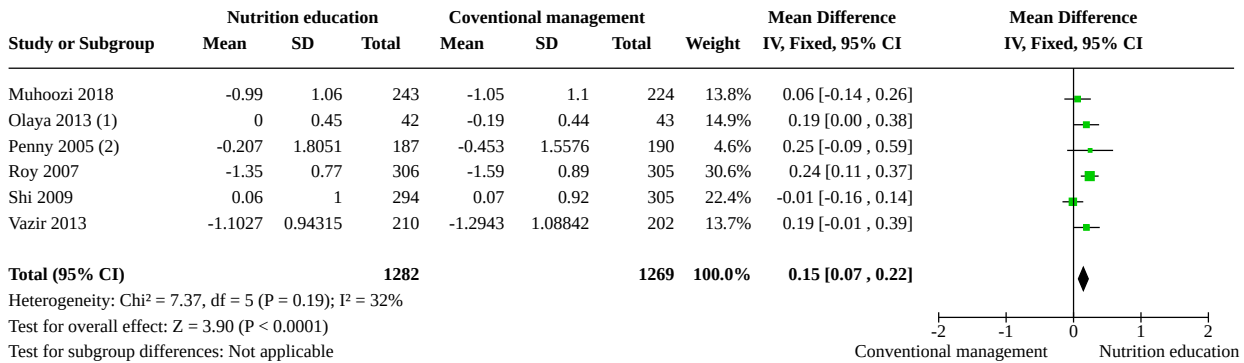 Nutrition education Coventional management Mean Difference Mean Difference
Study or Subgroup Mean SD Total Mean SD Total Weight IV, Fixed, 95% CI IV, Fixed, 95% CI
Muhoozi 2018 -0.99 1.06 243 -1.05 1.1 224 13.8% 0.06 [-0.14 , 0.26]
Olaya 2013 (1) 0 0.45 42 -0.19 0.44 43 14.9% 0.19 [0.00 , 0.38]
Penny 2005 (2) -0.207 1.8051 187 -0.453 1.5576 190 4.6% 0.25 [-0.09 , 0.59]
Roy 2007 -1.35 0.77 306 -1.59 0.89 305 30.6% 0.24 [0.11 , 0.37]
Shi 2009 0.06 1 294 0.07 0.92 305 22.4% -0.01 [-0.16 , 0.14]
Vazir 2013 -1.1027 0.94315 210 -1.2943 1.08842 202 13.7% 0.19 [-0.01 , 0.39]
Total (95% CI) 1282 1269 100.0% 0.15 [0.07 , 0.22]
Heterogeneity: Chi² = 7.37, df = 5 (P = 0.19); I² = 32%
Test for overall effect: Z = 3.90 (P < 0.0001) -2 -1 0 1 2
Test for subgroup differences: Not applicable Conventional management Nutrition education